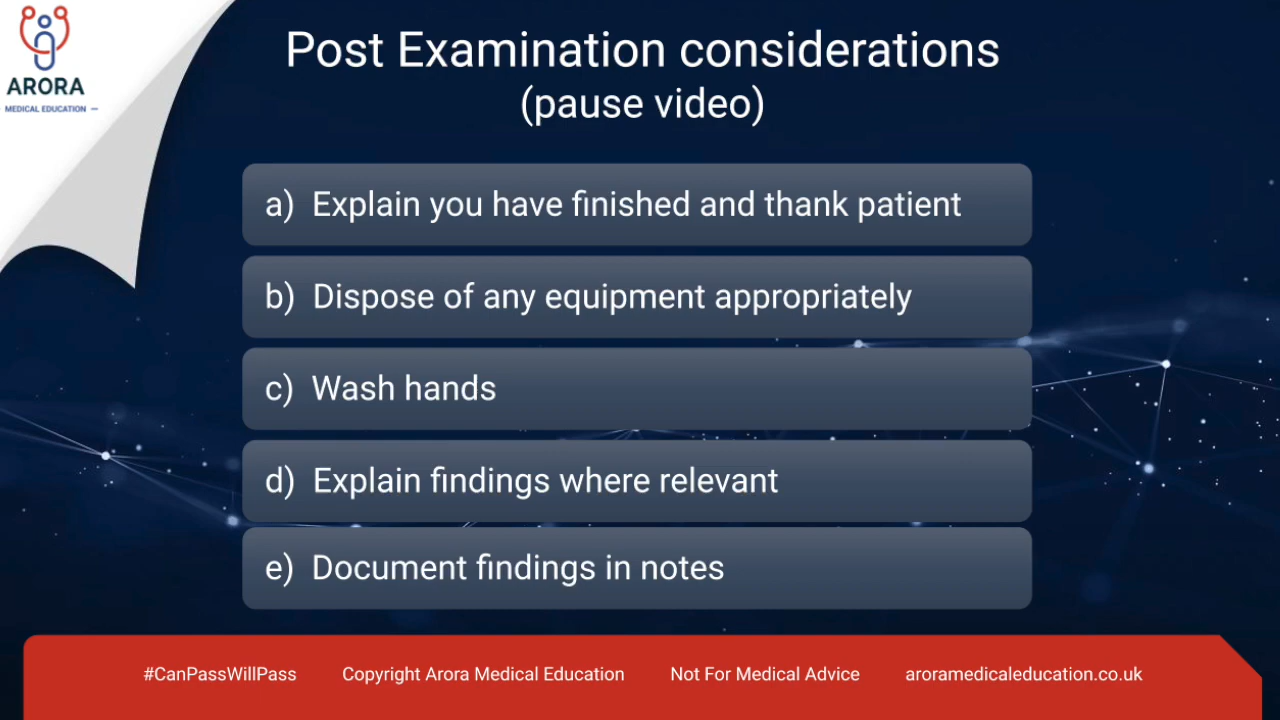 ARORA
MEDICAL EDUCATION —
Post Examination considerations
(pause video)
a) Explain you have finished and thank patient
b) Dispose of any equipment appropriately
c) Wash hands
d) Explain findings where relevant
e) Document findings in notes
#CanPassWillPass Copyright Arora Medical Education Not For Medical Advice aroramedicaleducation.co.uk